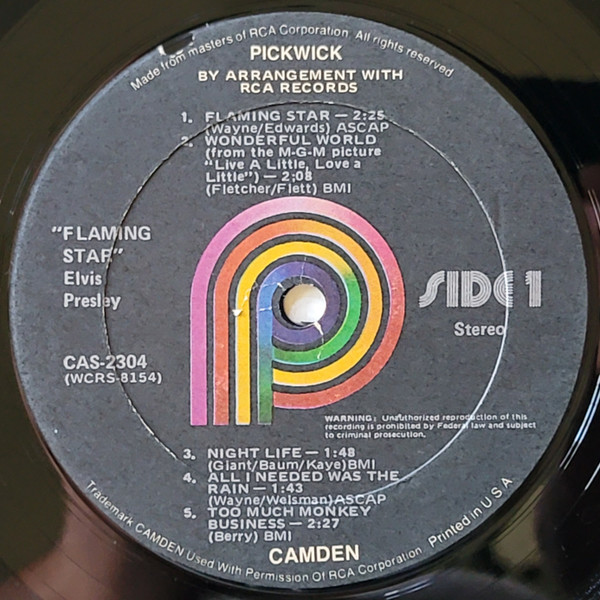 Made from masters of RCA Corporation All rights reserved
PICKWICK
BY ARRANGEMENT WITH
RCA RECORDS
1. FLAMING STAR — 2:25
(Wayne/Edwards) ASCAP
2. WONDERFUL WORLD
(from the M-G-M picture
"Live A Little, Love a
Little") — 2:08
(Fletcher/Flett) BMI
"FLAMING
STAR"
Elvis
Presley
CAS-2304
(WCRS-8154)
SIDE 1
Stereo
WARNING: Unauthorized reproduction of this
recording is prohibited by Federal law and subject
to criminal prosecution.
3. NIGHT LIFE — 1:48
(Giant/Baum/Kaye)BMI
4. ALL I NEEDED WAS THE
RAIN — 1:43
(Wayne/Weisman)ASCAP
5. TOO MUCH MONKEY
BUSINESS — 2:27
(Berry) BMI
CAMDEN
Trademark CAMDEN Used With Permission Of RCA Corporation Printed in U S A